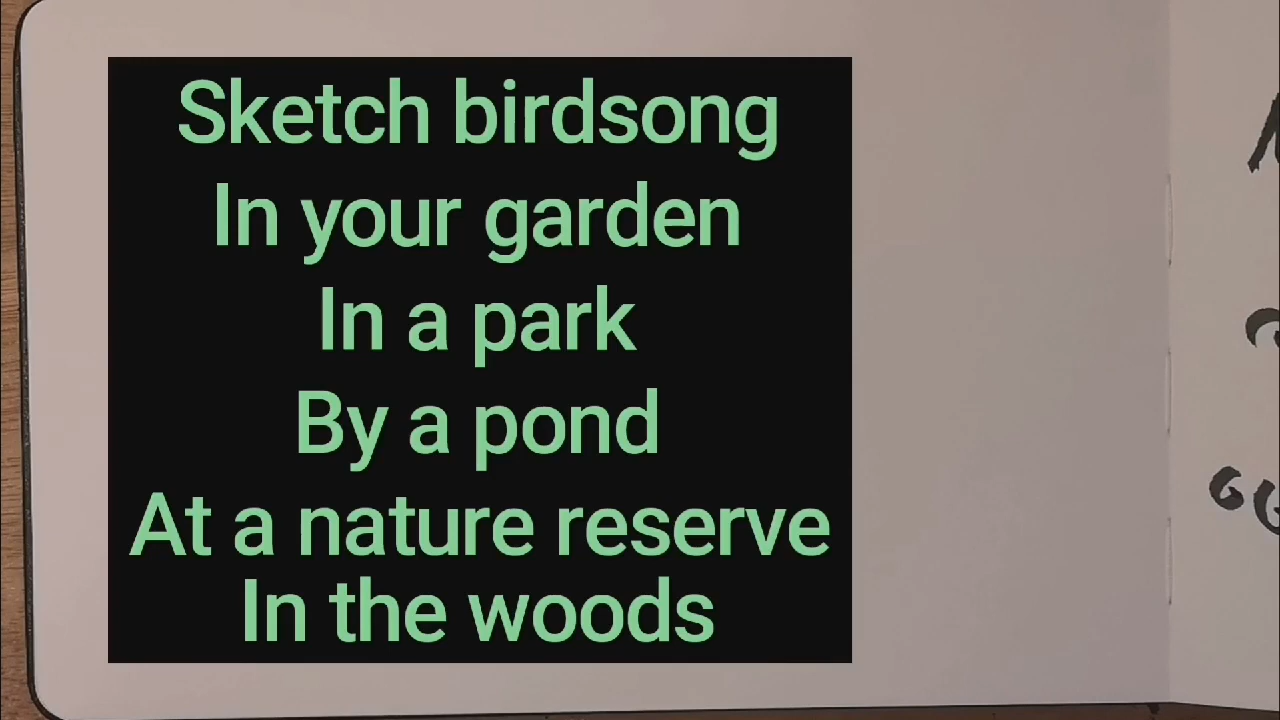 Sketch birdsong
In your garden
In a park
By a pond
At a nature reserve
In the woods